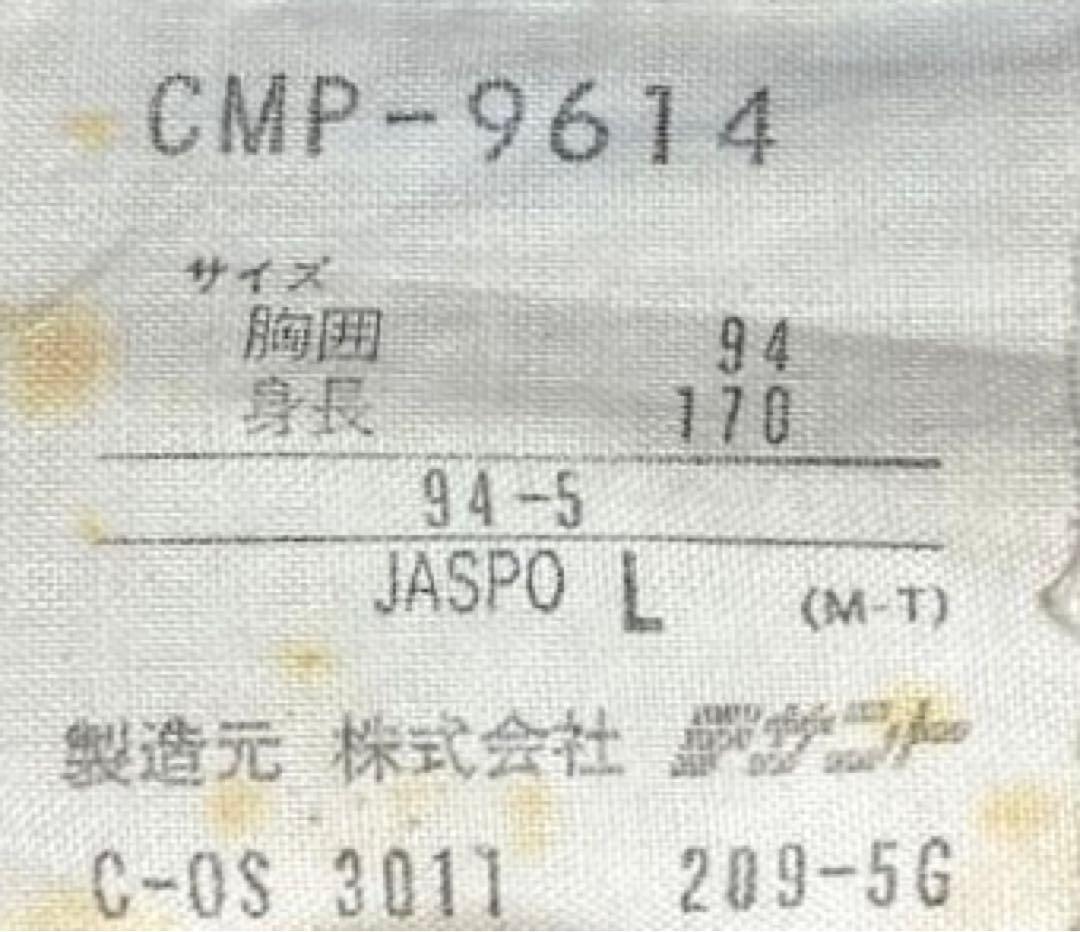 CMP-9614
サイズ
胸囲 94
身長 170
94-5
JASPO L (M-T)
製造元 株式会社
C-OS 3011 209-5G